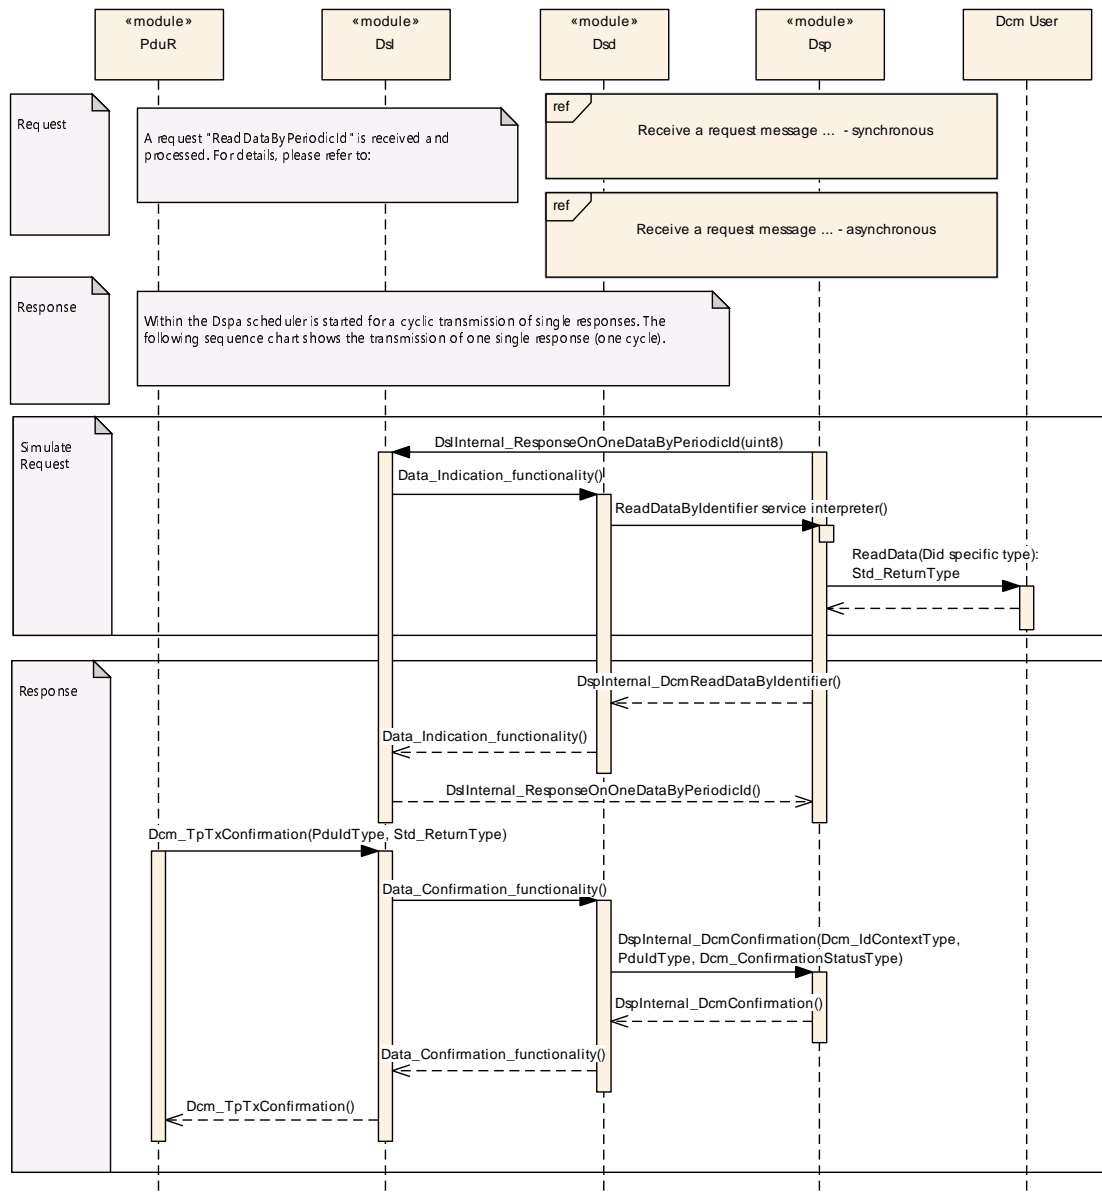 «module»
PduR
«module»
Dsl
«module»
Dsd
«module»
Dsp
Dcm User
Request
A request "ReadDataByPeriodicId" is received and
processed. For details, please refer to:
ref
Receive a request message ... - synchronous
ref
Receive a request message ... - asynchronous
Response
Within the Dspa scheduler is started for a cyclic transmission of single responses. The
following sequence chart shows the transmission of one single response (one cycle).
Simulate
Request
DslInternal_ResponseOnOneDataByPeriodicId(uint8)
Data_Indication_functionality()
ReadDataByIdentifier service interpreter()
ReadData(Did specific type):
Std_ReturnType
Response
DspInternal_DcmReadDataByIdentifier()
Data_Indication_functionality()
DslInternal_ResponseOnOneDataByPeriodicId()
Dcm_TpTxConfirmation(PduIdType, Std_ReturnType)
Data_Confirmation_functionality()
DspInternal_DcmConfirmation(Dcm_IdContextType,
PduIdType, Dcm_ConfirmationStatusType)
DspInternal_DcmConfirmation()
Data_Confirmation_functionality()
Dcm_TpTxConfirmation()